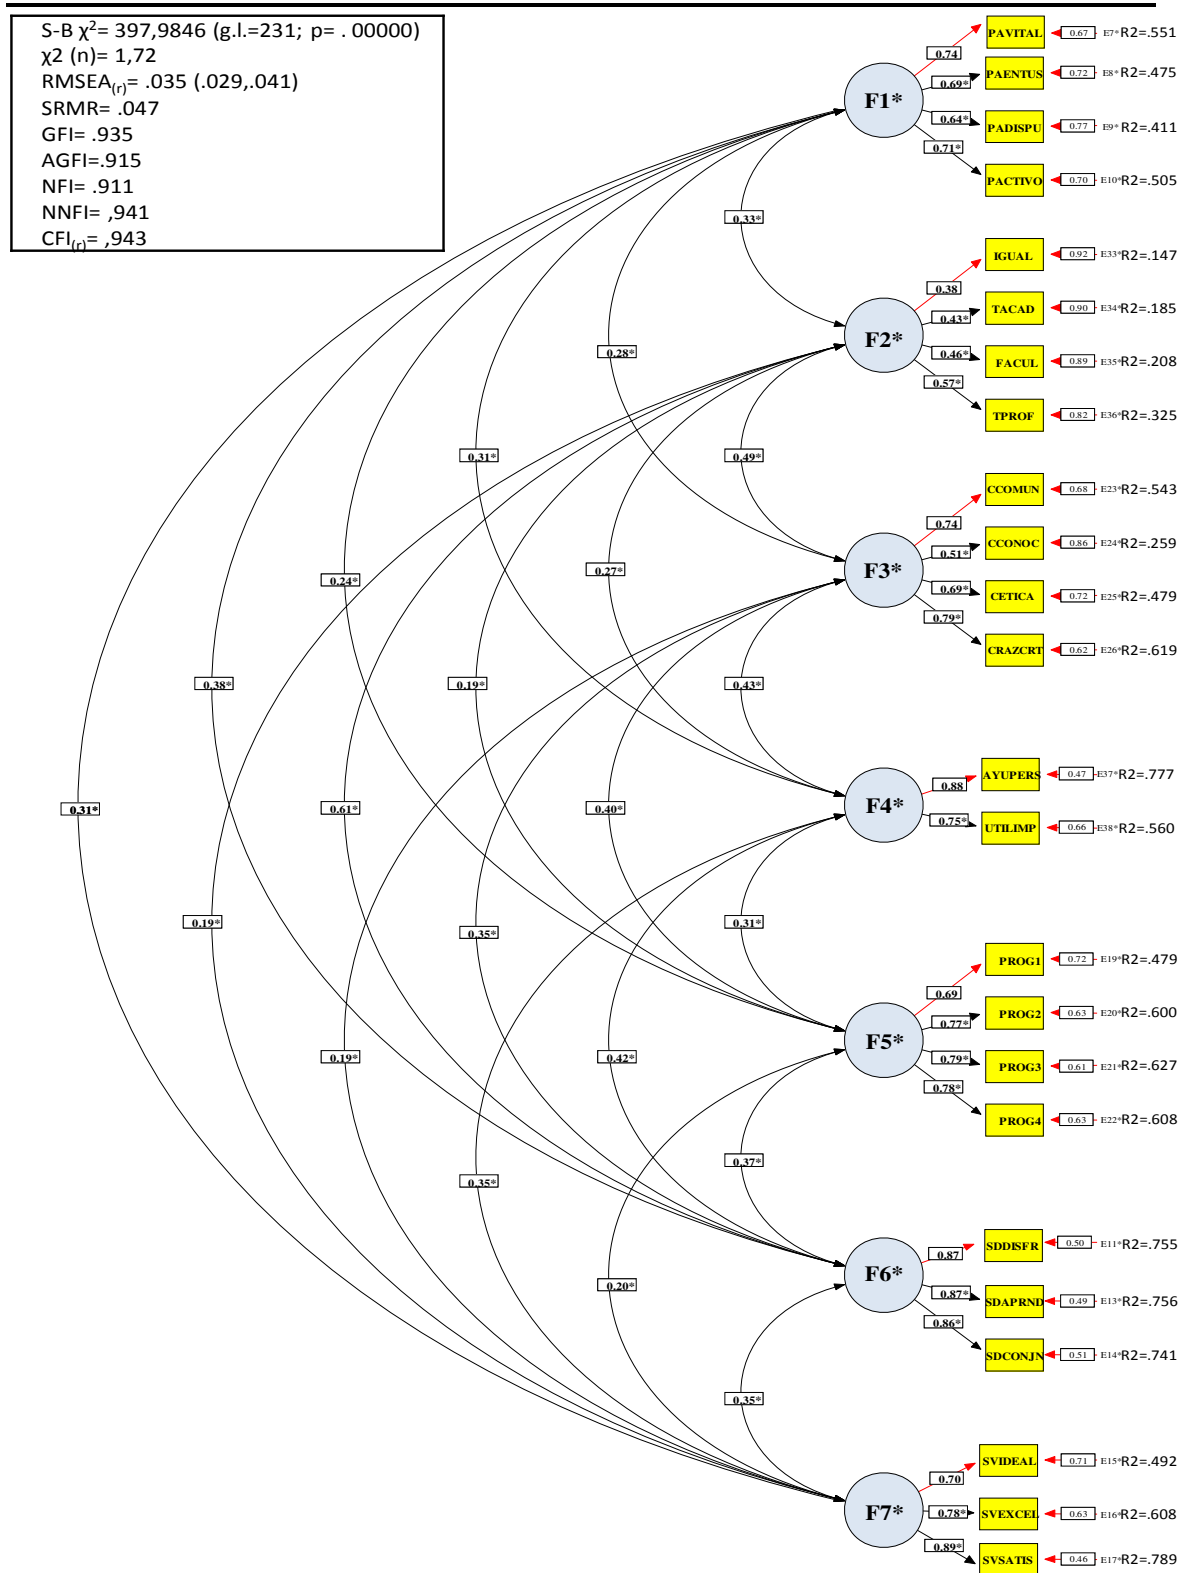 S-B χ²= 397,9846 (g.l.=231; p= . 00000)
χ2 (n)= 1,72
RMSEA(r)= .035 (.029,.041)
SRMR= .047
GFI= .935
AGFI=.915
NFI= .911
NNFI= ,941
CFI(r)= ,943
0.74 PAVITAL 0.67 E7* R2=.551
F1* 0.69* PAENTUS 0.72 E8* R2=.475
0.64* PADISPU 0.77 E9* R2=.411
0.71* PACTIVO 0.70 E10* R2=.505
0.33*
0.38 IGUAL 0.92 E33* R2=.147
0.43* TACAD 0.90 E34* R2=.185
F2* 0.46* FACUL 0.89 E35* R2=.208
0.28*
0.57* TPROF 0.82 E36* R2=.325
0.31* 0.49*
0.74 CCOMUN 0.68 E23* R2=.543
0.51* CCONOC 0.86 E24* R2=.259
F3*
0.24* 0.27*
0.69* CETICA 0.72 E25* R2=.479
0.79* CRAZCRT 0.62 E26* R2=.619
0.38* 0.19* 0.43*
0.88 AYUPERS 0.47 E37* R2=.777
F4*
0.31* 0.61* 0.40*
0.75* UTILIMP 0.66 E38* R2=.560
0.19* 0.35* 0.31*
0.69 PROG1 0.72 E19* R2=.479
0.77* PROG2 0.63 E20* R2=.600
F5*
0.19* 0.42*
0.79* PROG3 0.61 E21* R2=.627
0.78* PROG4 0.63 E22* R2=.608
0.37*
0.35*
0.87 SDDISFR 0.50 E11* R2=.755
F6*
0.20*
0.87* SDAPRND 0.49 E13* R2=.756
0.86* SDCONJN 0.51 E14* R2=.741
0.35*
0.70 SVIDEAL 0.71 E15* R2=.492
F7* 0.78* SVEXCEL 0.63 E16* R2=.608
0.89* SVSATIS 0.46 E17* R2=.789